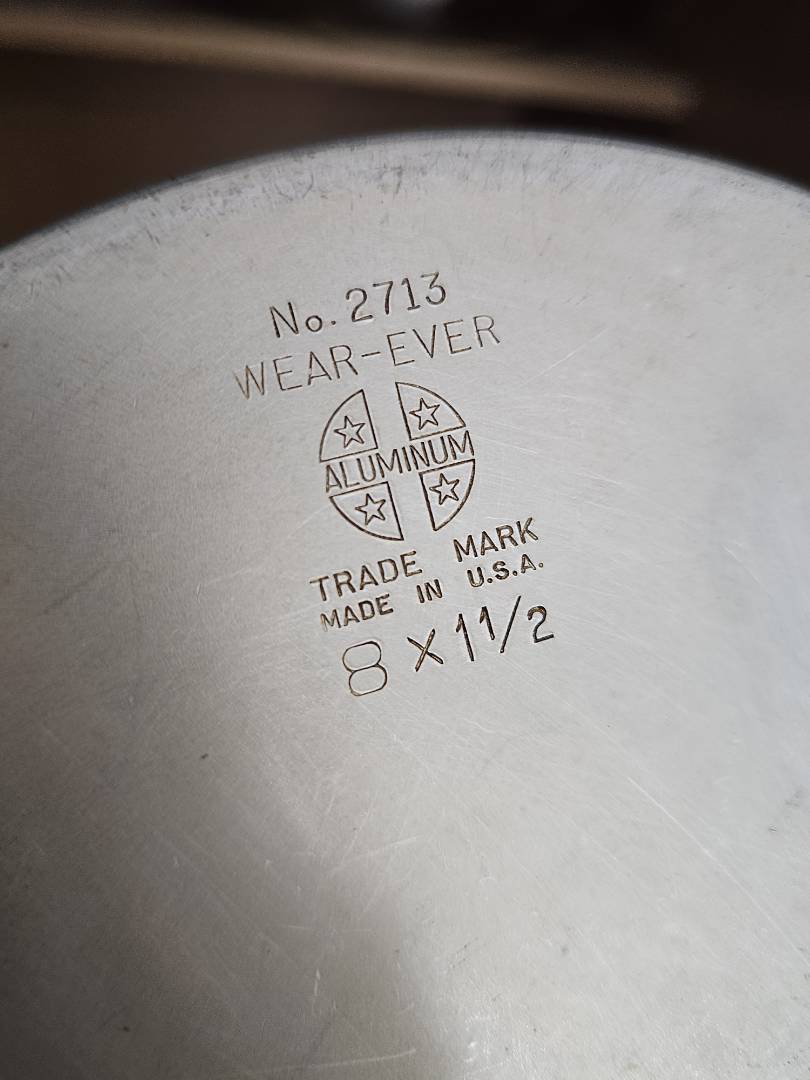 No. 2713
WEAR-EVER
ALUMINUM
TRADE MARK
MADE IN U.S.A.
8 x 1 1/2